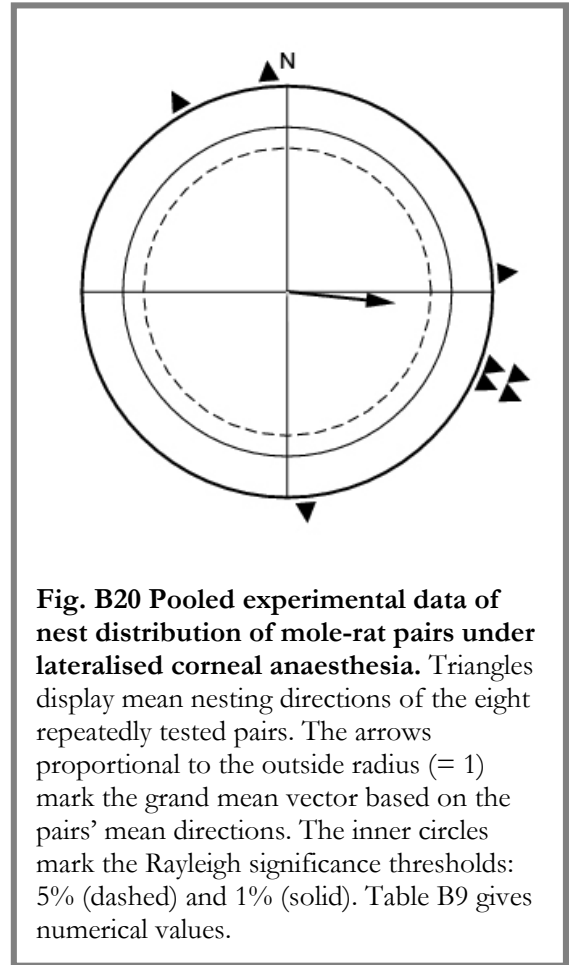 N
Fig. B20 Pooled experimental data of
nest distribution of mole-rat pairs under
lateralised corneal anaesthesia. Triangles
display mean nesting directions of the eight
repeatedly tested pairs. The arrows
proportional to the outside radius (= 1)
mark the grand mean vector based on the
pairs’ mean directions. The inner circles
mark the Rayleigh significance thresholds:
5% (dashed) and 1% (solid). Table B9 gives
numerical values.